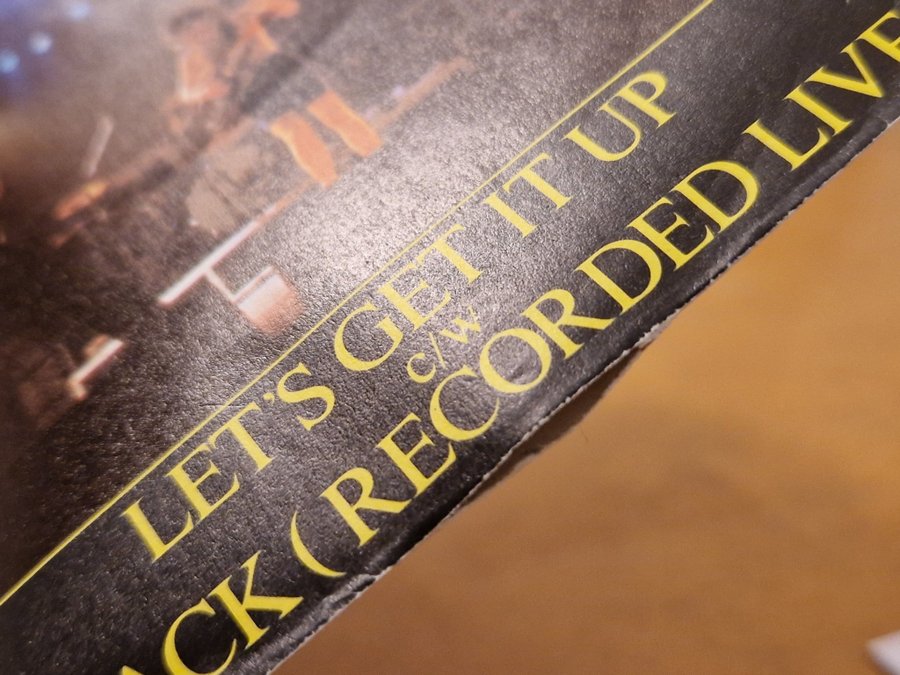 LET'S GET IT UP
c/w
ACK (RECORDED LIVE